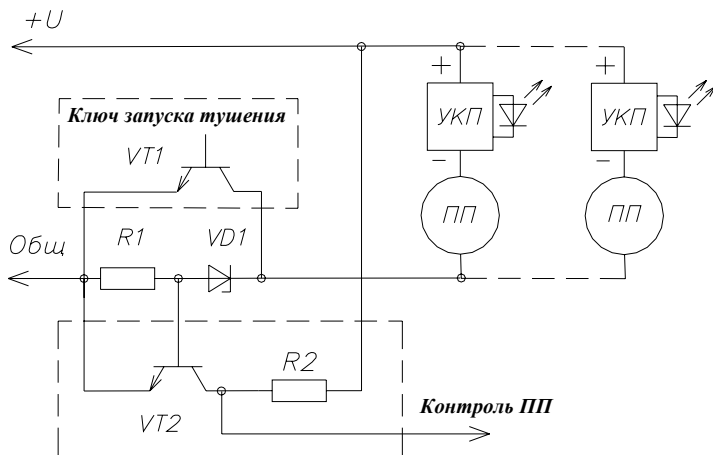 +U
+
+
УКП
УКП
Ключ запуска тушения
VT1
−
−
ПП
ПП
Общ
R1
VD1
R2
Контроль ПП
VT2